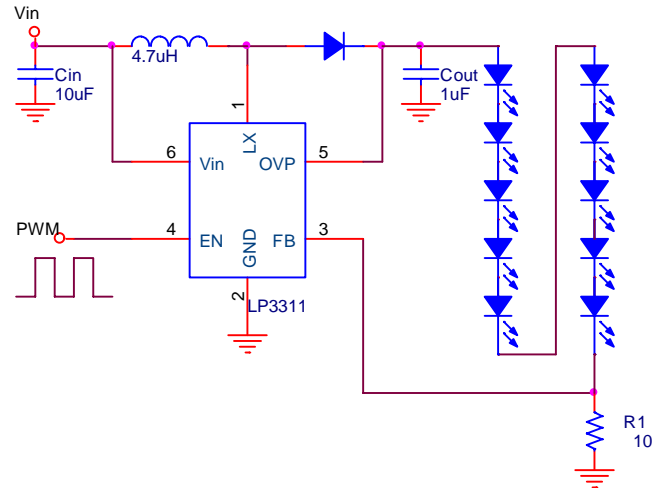 Vin
4.7uH
Cin
10uF
Cout
1uF
1
LX
6
Vin
OVP
5
PWM
4
EN
GND
FB
3
2
LP3311
R1
10